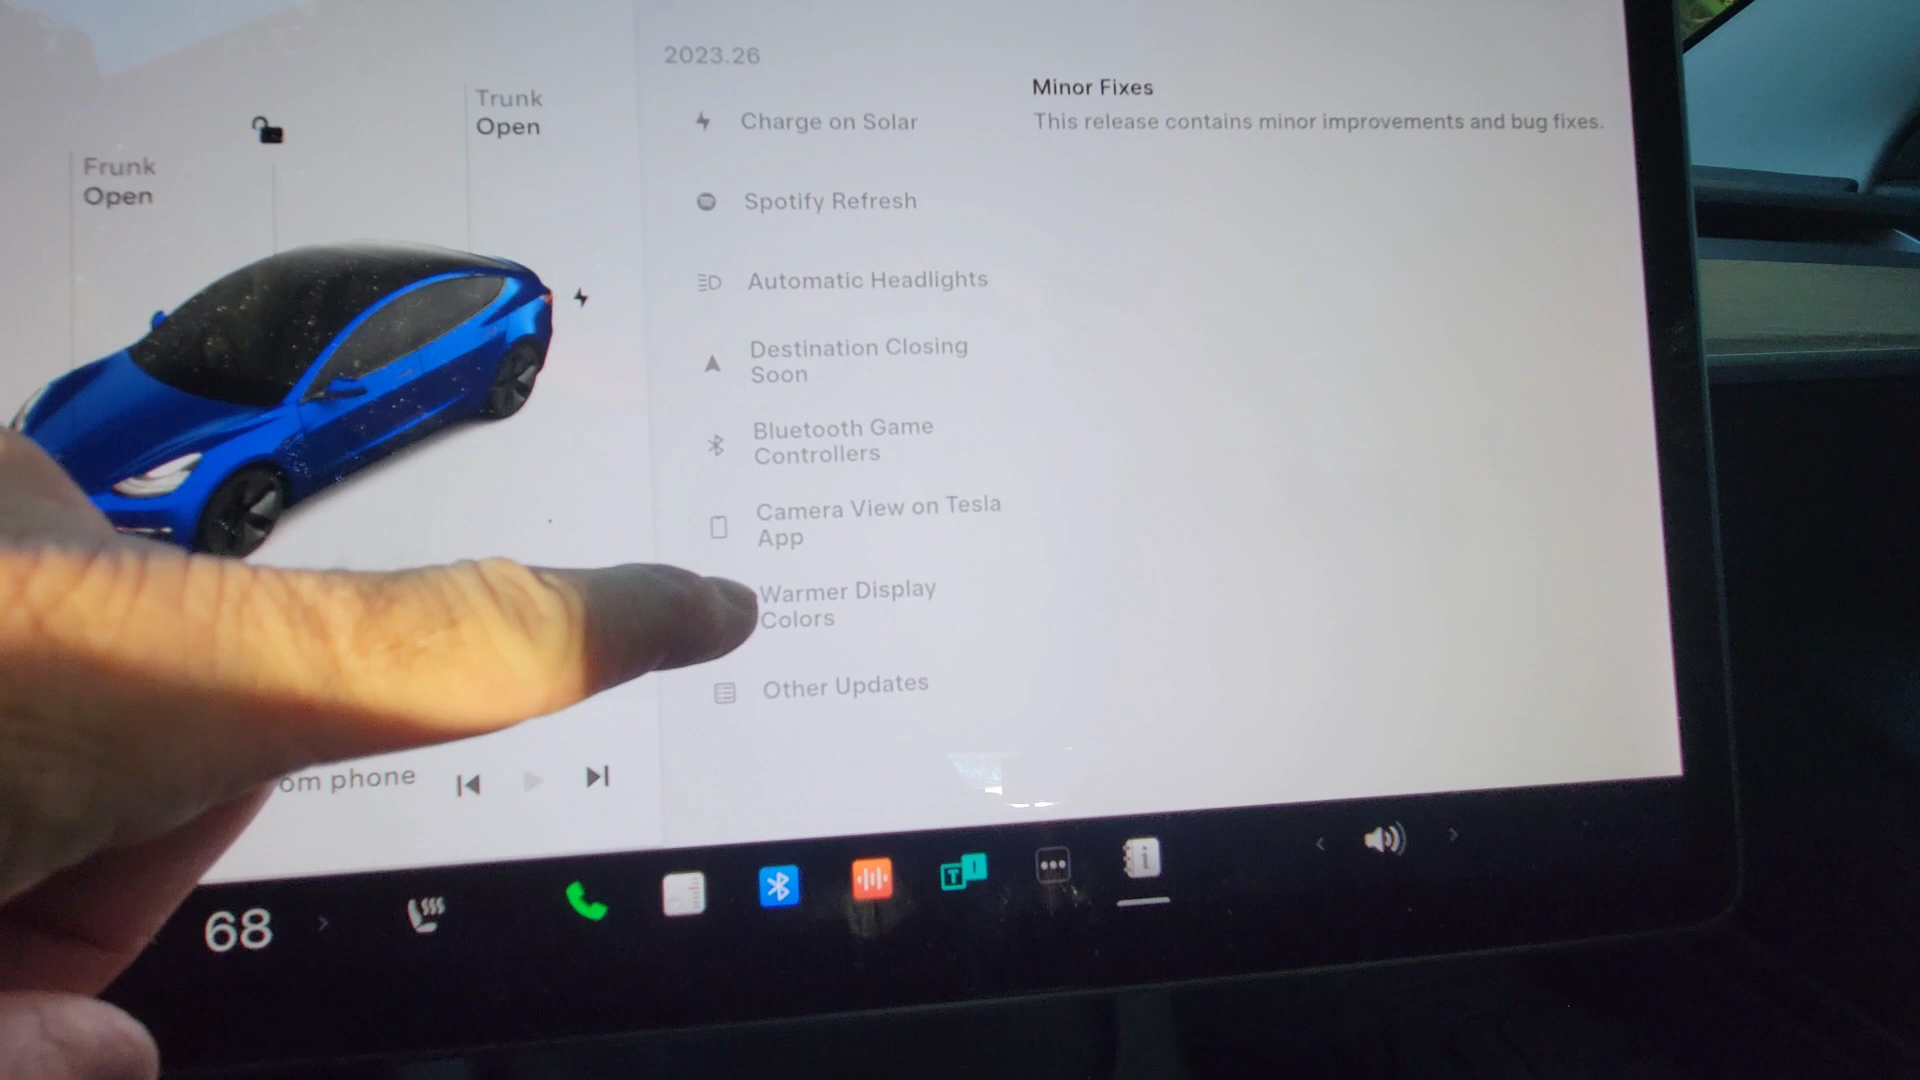 2023.26
Trunk
Open
Frunk
Open
Charge on Solar
Spotify Refresh
Automatic Headlights
Destination Closing
Soon
Bluetooth Game
Controllers
Camera View on Tesla
App
Warmer Display
Colors
Other Updates
Minor Fixes
This release contains minor improvements and bug fixes.
om phone
68
T
i